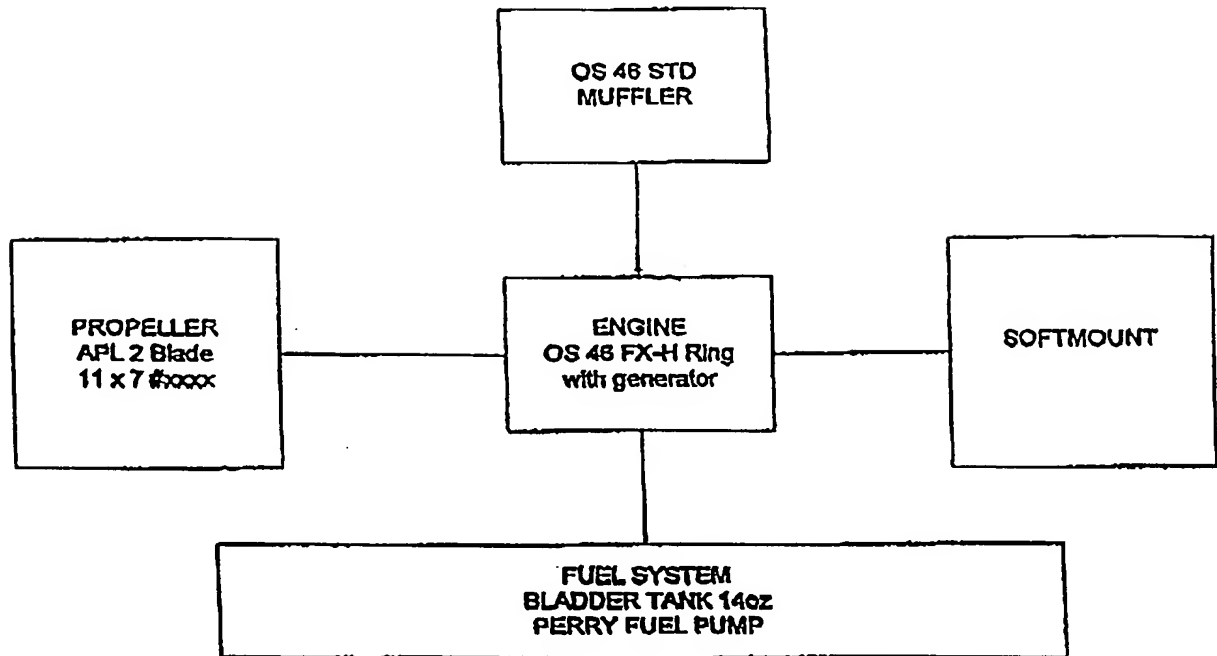 OS 46 STD
MUFFLER
PROPELLER
APL 2 Blade
11 x 7 #xxxx
ENGINE
OS 46 FX-H Ring
with generator
SOFTMOUNT
FUEL SYSTEM
BLADDER TANK 14oz
PERRY FUEL PUMP